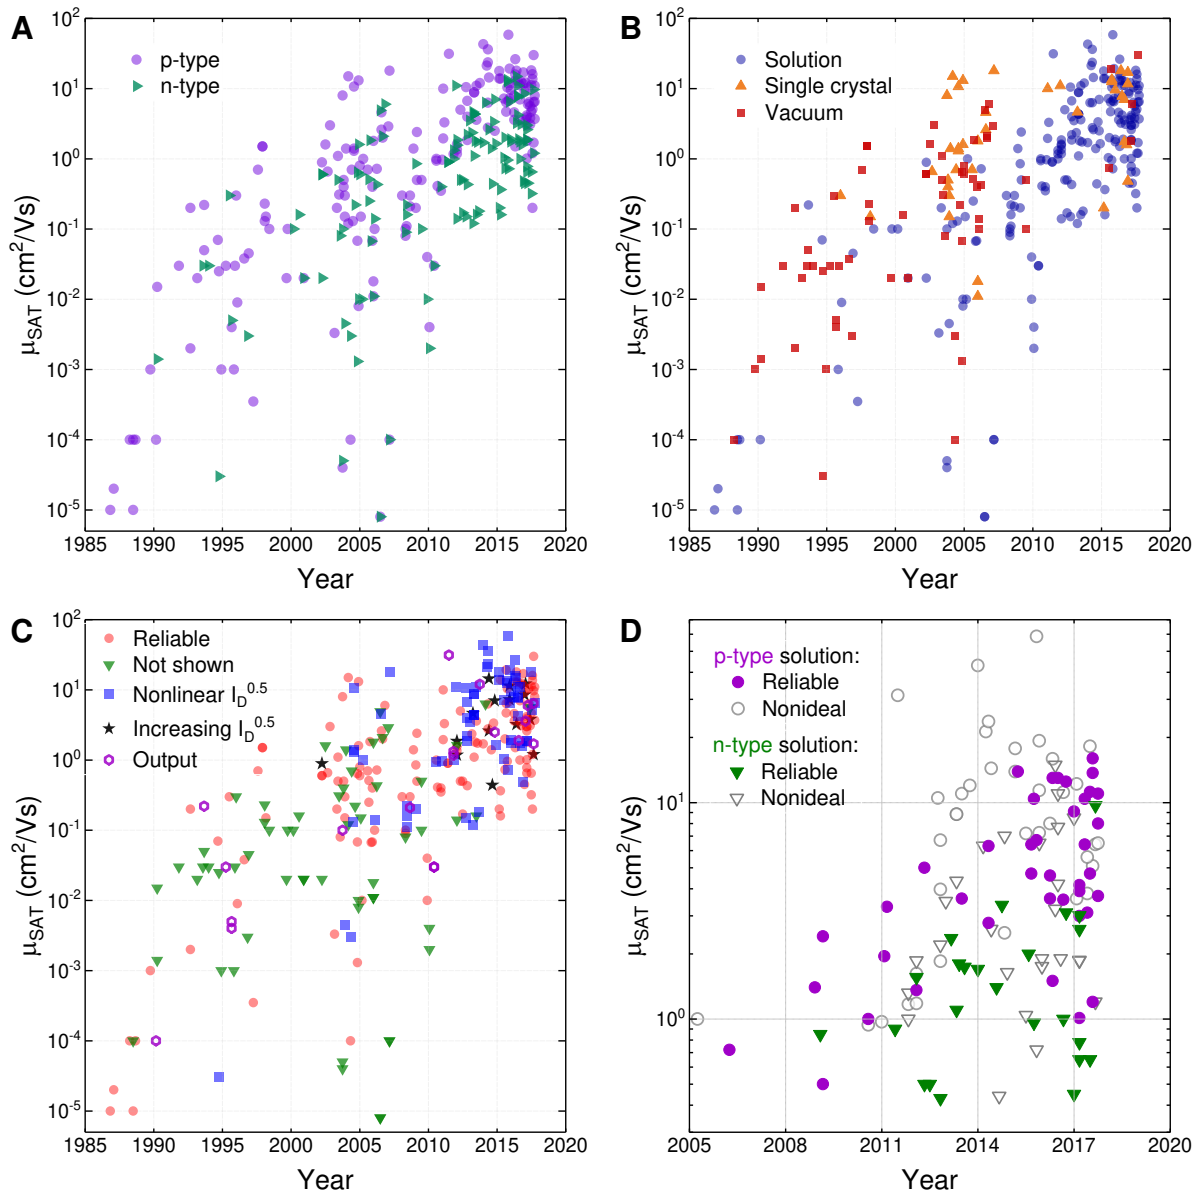 A
p-type
n-type
10²
10¹
10⁰
10⁻¹
10⁻²
10⁻³
10⁻⁴
10⁻⁵
μSAT (cm²/Vs)
1985 1990 1995 2000 2005 2010 2015 2020
Year
B
Solution
Single crystal
Vacuum
10²
10¹
10⁰
10⁻¹
10⁻²
10⁻³
10⁻⁴
10⁻⁵
μSAT (cm²/Vs)
1985 1990 1995 2000 2005 2010 2015 2020
Year
C
Reliable
Not shown
Nonlinear I_D^0.5
Increasing I_D^0.5
Output
10²
10¹
10⁰
10⁻¹
10⁻²
10⁻³
10⁻⁴
10⁻⁵
μSAT (cm²/Vs)
1985 1990 1995 2000 2005 2010 2015 2020
Year
D
p-type solution:
Reliable
Nonideal
n-type solution:
Reliable
Nonideal
10¹
10⁰
μSAT (cm²/Vs)
2005 2008 2011 2014 2017 2020
Year